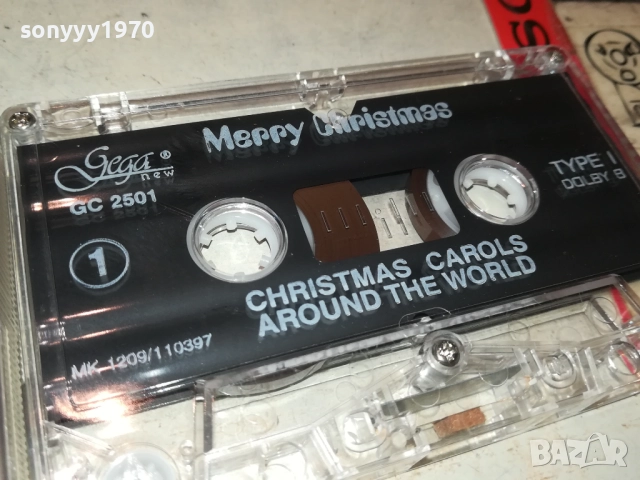 sonyyy1970
Merry Christmas
Gega ®
new
GC 2501
TYPE I
DOLBY B
1
CHRISTMAS CAROLS
AROUND THE WORLD
MK 1209/110397
BAZAR